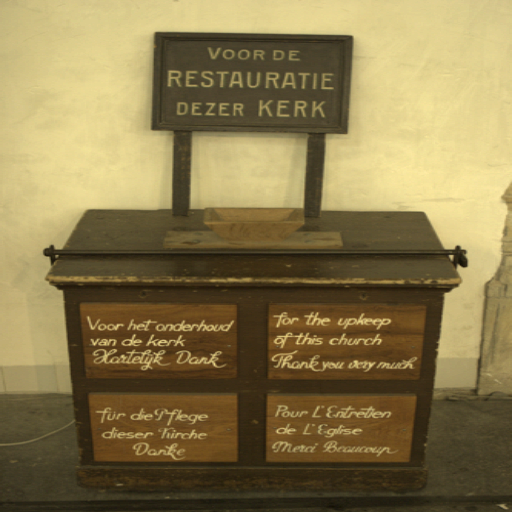 VOOR DE
RESTAURATIE
DEZER KERK
Voor het onderhoud
van de kerk
Hartelijk Dank
for the upkeep
of this church
Thank you very much
für die Pflege
dieser Kirche
Danke
Pour L'Entretien
de L'Eglise
Merci Beaucoup